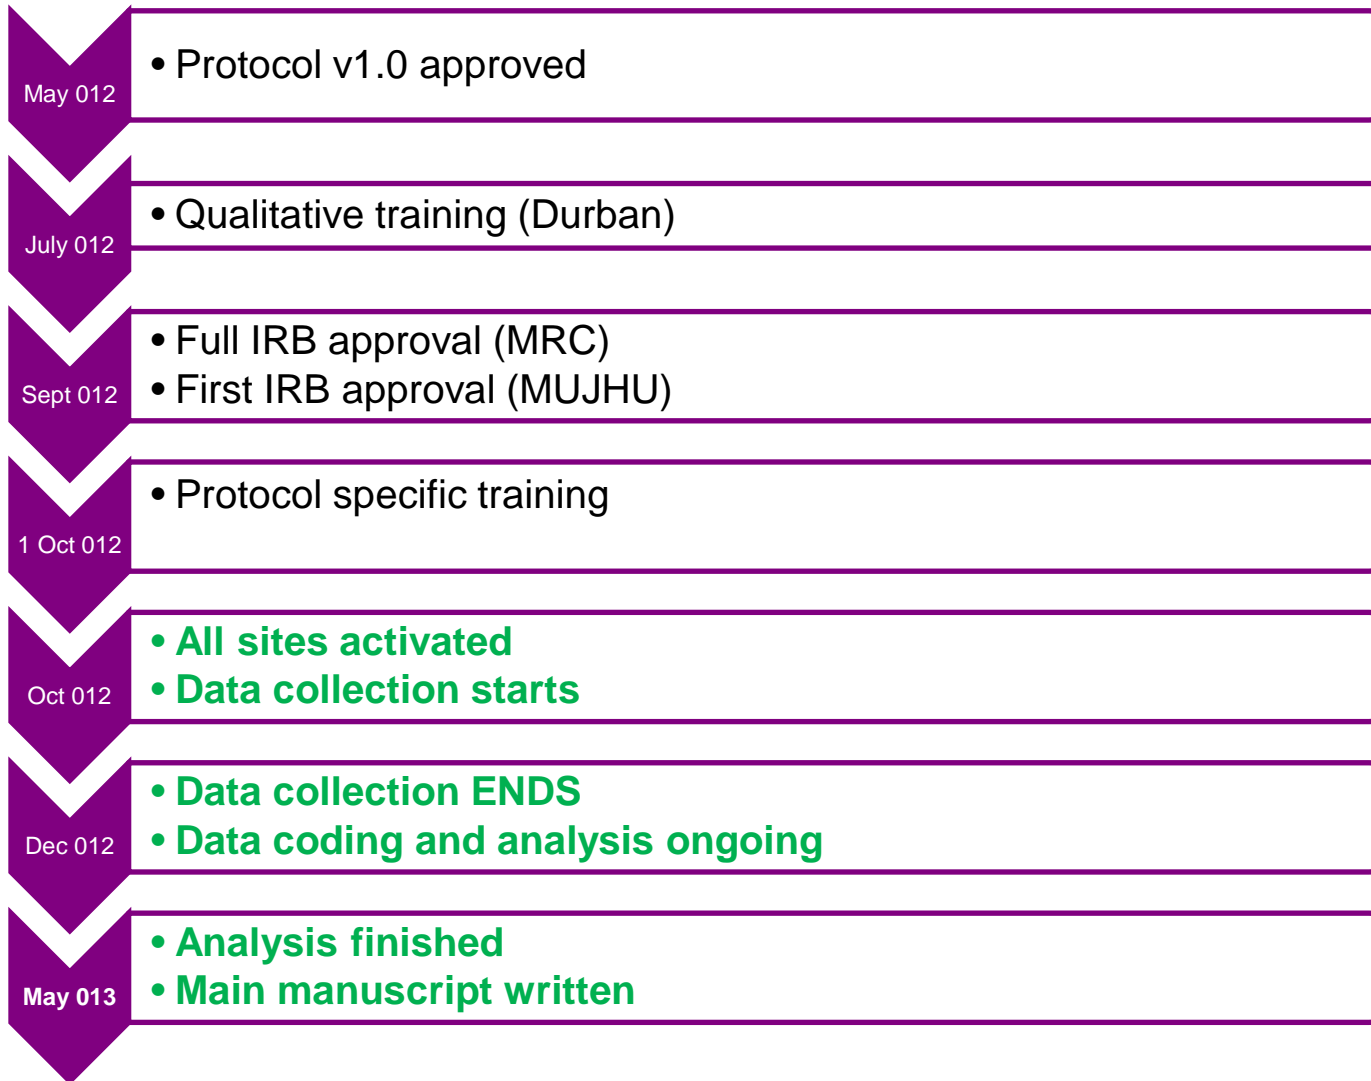 May 012
• Protocol v1.0 approved
July 012
• Qualitative training (Durban)
Sept 012
• Full IRB approval (MRC)
• First IRB approval (MUJHU)
1 Oct 012
• Protocol specific training
Oct 012
• All sites activated
• Data collection starts
Dec 012
• Data collection ENDS
• Data coding and analysis ongoing
May 013
• Analysis finished
• Main manuscript written